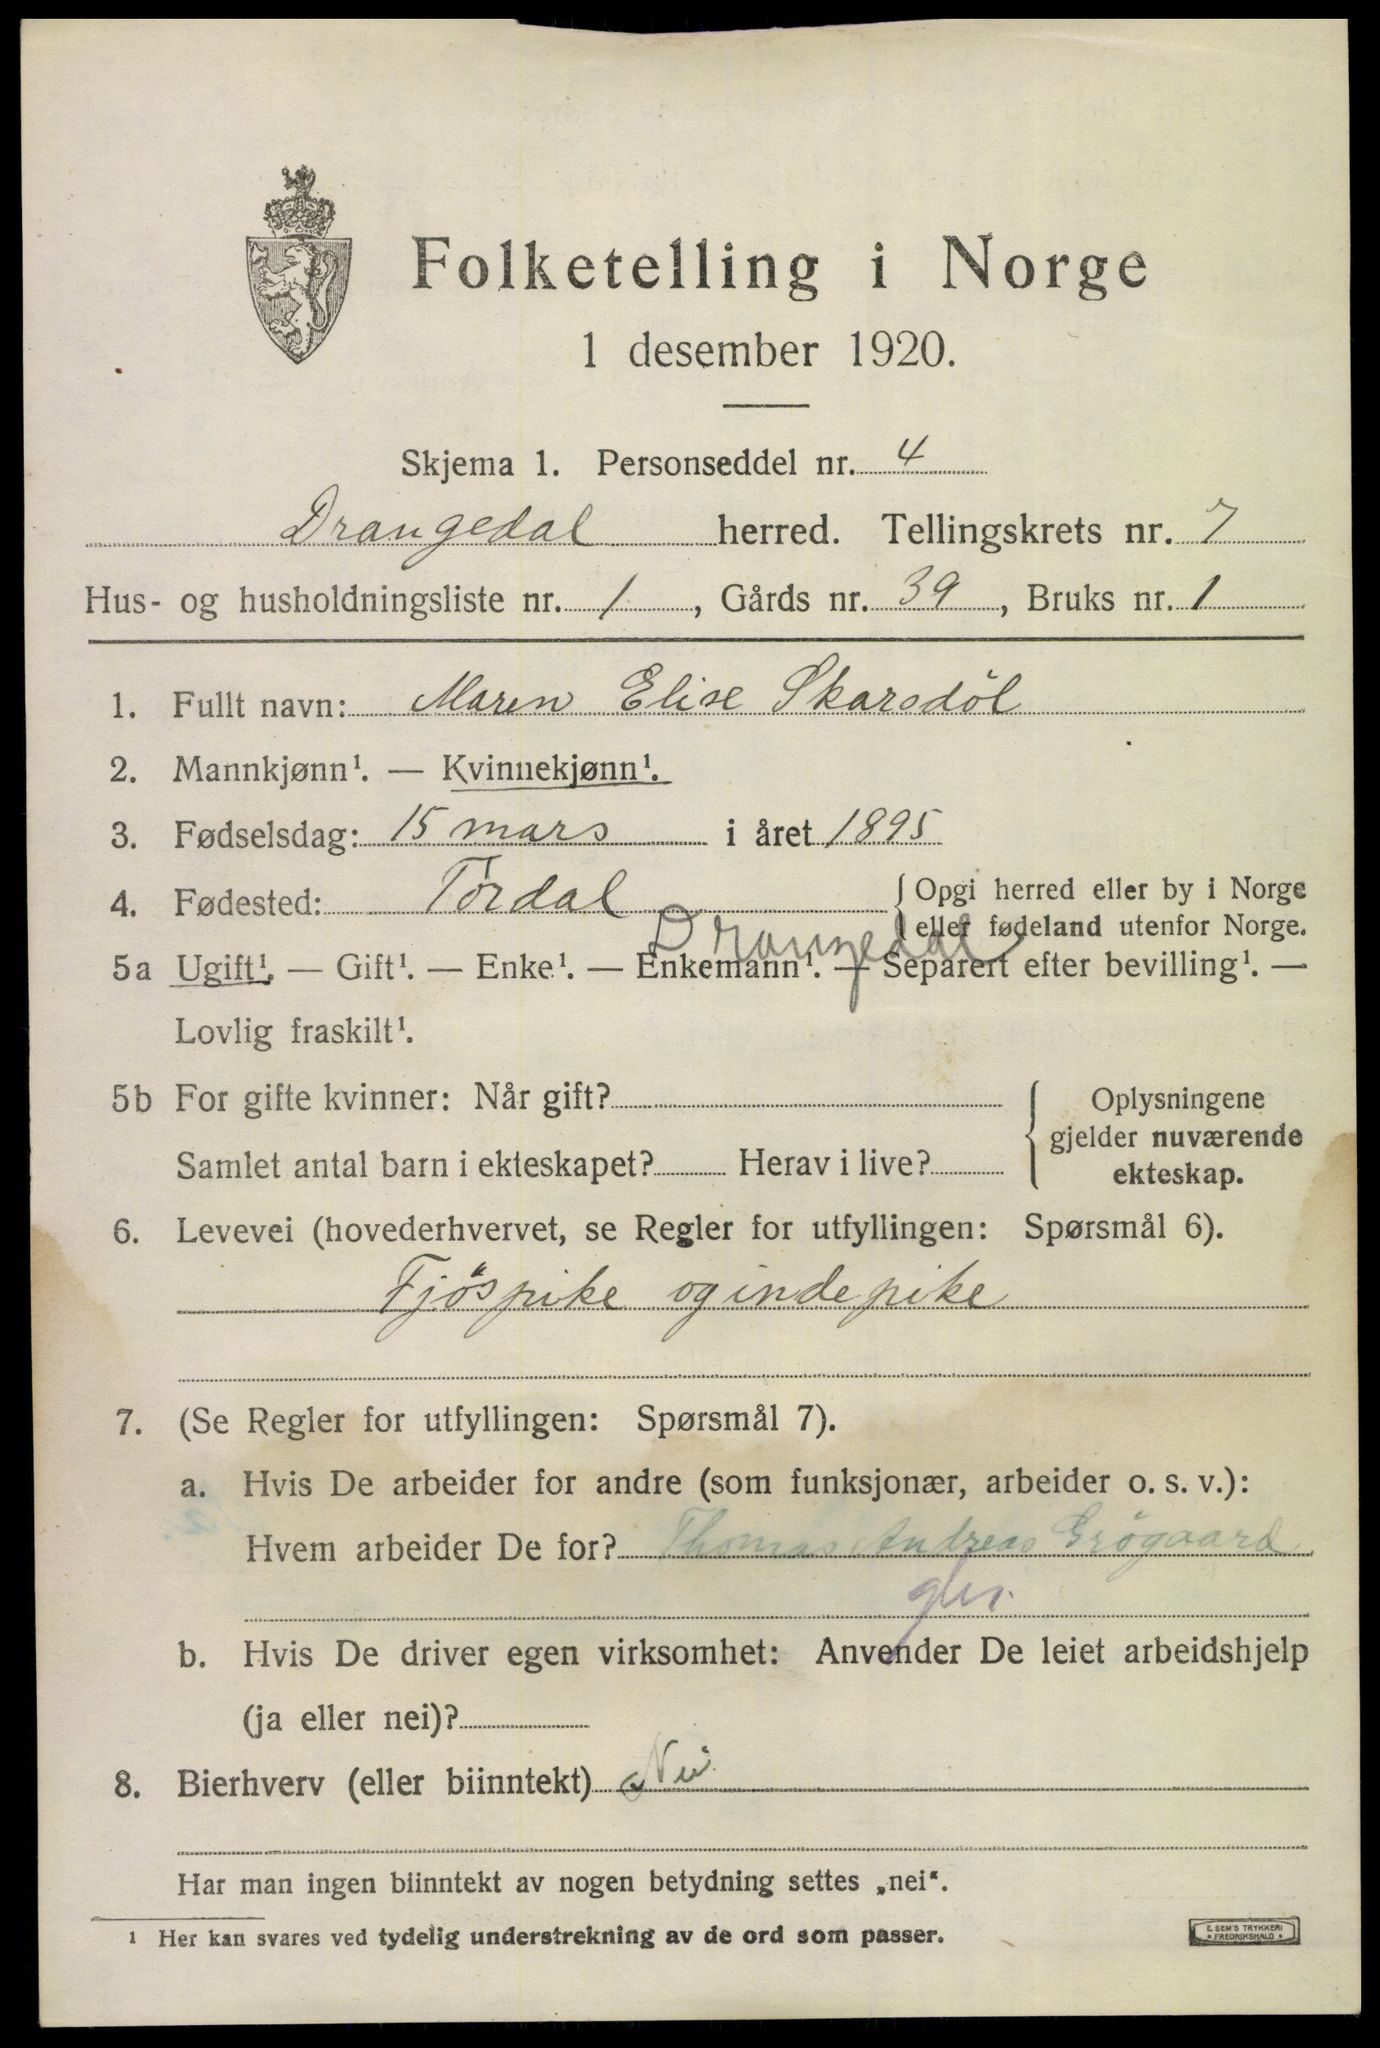 Folketelling i Norge
1 desember 1920.
Skjema 1. Personseddel nr. 4
Drangedal herred. Tellingskrets nr. 7
Hus- og husholdningsliste nr. 1, Gårds nr. 39, Bruks nr. 1
1. Fullt navn: Maren Elise Skarsdöl
2. Mannkjønn¹. — Kvinnekjønn¹.
3. Fødselsdag: 15 mars i året 1895
4. Fødested: Tördal { Opgi herred eller by i Norge
eller fødeland utenfor Norge.
Drangedal
5a Ugift¹. — Gift¹. — Enke¹. — Enkemann¹. — Separert efter bevilling¹. —
Lovlig fraskilt¹.
5b For gifte kvinner: Når gift? { Oplysningene
gjelder nuværende
Samlet antal barn i ekteskapet? Herav i live? ekteskap.
6. Levevei (hovederhvervet, se Regler for utfyllingen: Spørsmål 6).
Fjöspike og indepike
7. (Se Regler for utfyllingen: Spørsmål 7).
a. Hvis De arbeider for andre (som funksjonær, arbeider o. s. v.):
Hvem arbeider De for? Thomas Andreas Grögaard
b. Hvis De driver egen virksomhet: Anvender De leiet arbeidshjelp
(ja eller nei)?
8. Bierhverv (eller biinntekt) Nei
Har man ingen biinntekt av nogen betydning settes „nei“.
¹ Her kan svares ved tydelig understrekning av de ord som passer.
E. SEM'S TRYKKERI
FREDRIKSHALD